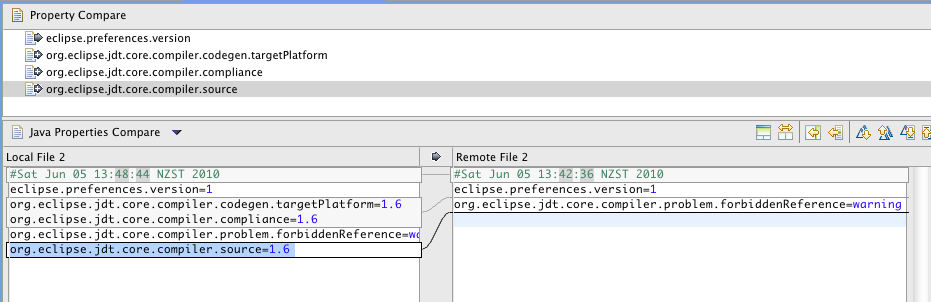 Property Compare
eclipse.preferences.version
org.eclipse.jdt.core.compiler.codegen.targetPlatform
org.eclipse.jdt.core.compiler.compliance
org.eclipse.jdt.core.compiler.source
Java Properties Compare
Local File 2
Remote File 2
#Sat Jun 05 13:48:44 NZST 2010
eclipse.preferences.version=1
org.eclipse.jdt.core.compiler.codegen.targetPlatform=1.6
org.eclipse.jdt.core.compiler.compliance=1.6
org.eclipse.jdt.core.compiler.problem.forbiddenReference=
org.eclipse.jdt.core.compiler.source=1.6
#Sat Jun 05 13:42:36 NZST 2010
eclipse.preferences.version=1
org.eclipse.jdt.core.compiler.problem.forbiddenReference=warning